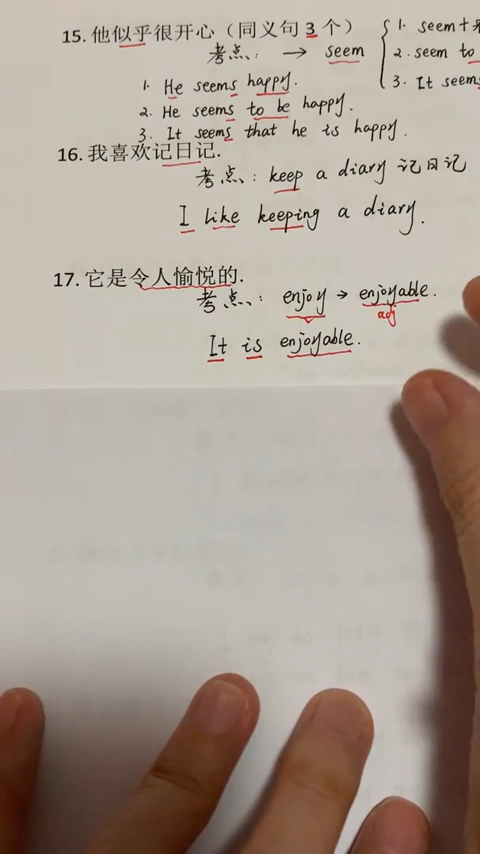 15. 他似乎很开心（同义句 3 个）
考点: → seem
1. seem +
2. seem to
3. It seems
1. He seems happy.
2. He seems to be happy.
3. It seems that he is happy.
16. 我喜欢记日记.
考点: keep a diary 记日记
I like keeping a diary.
17. 它是令人愉悦的.
考点: enjoy → enjoyable.
adj
It is enjoyable.